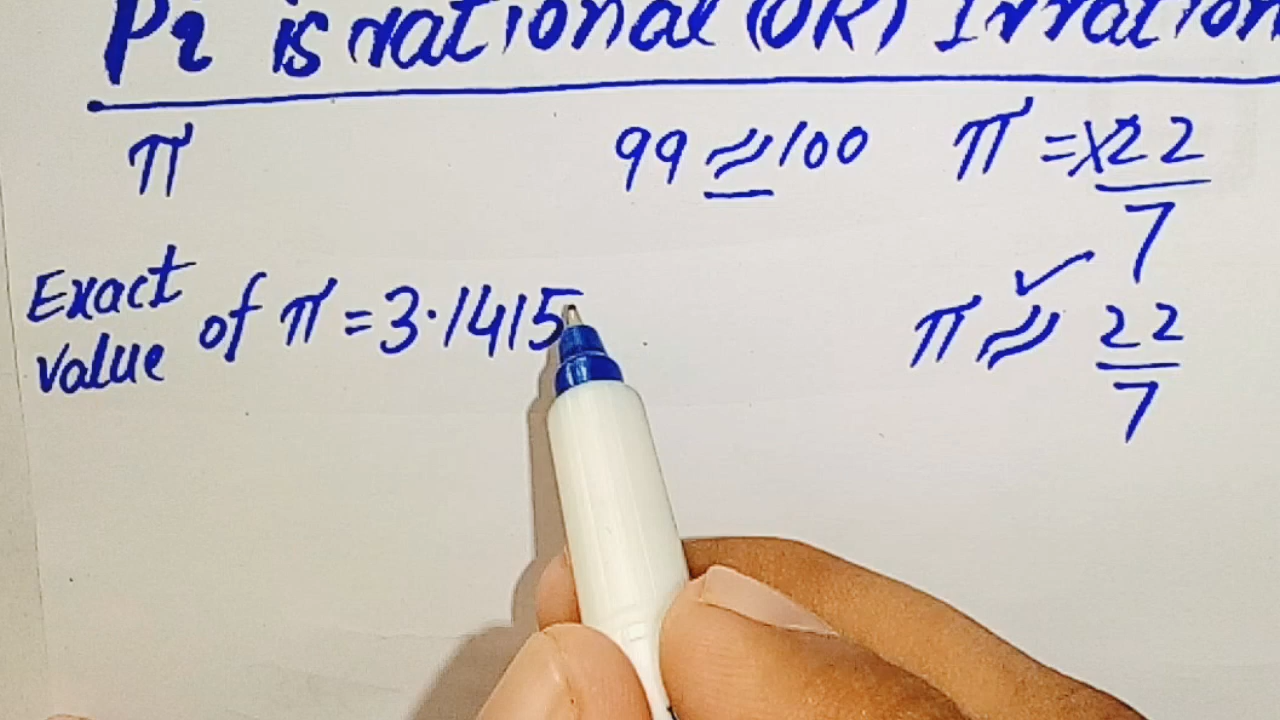 Pi is rational (OR) Irration
π 99 ≈ 100 π = 22/7
Exact value of π = 3.1415
π ≈ 22/7